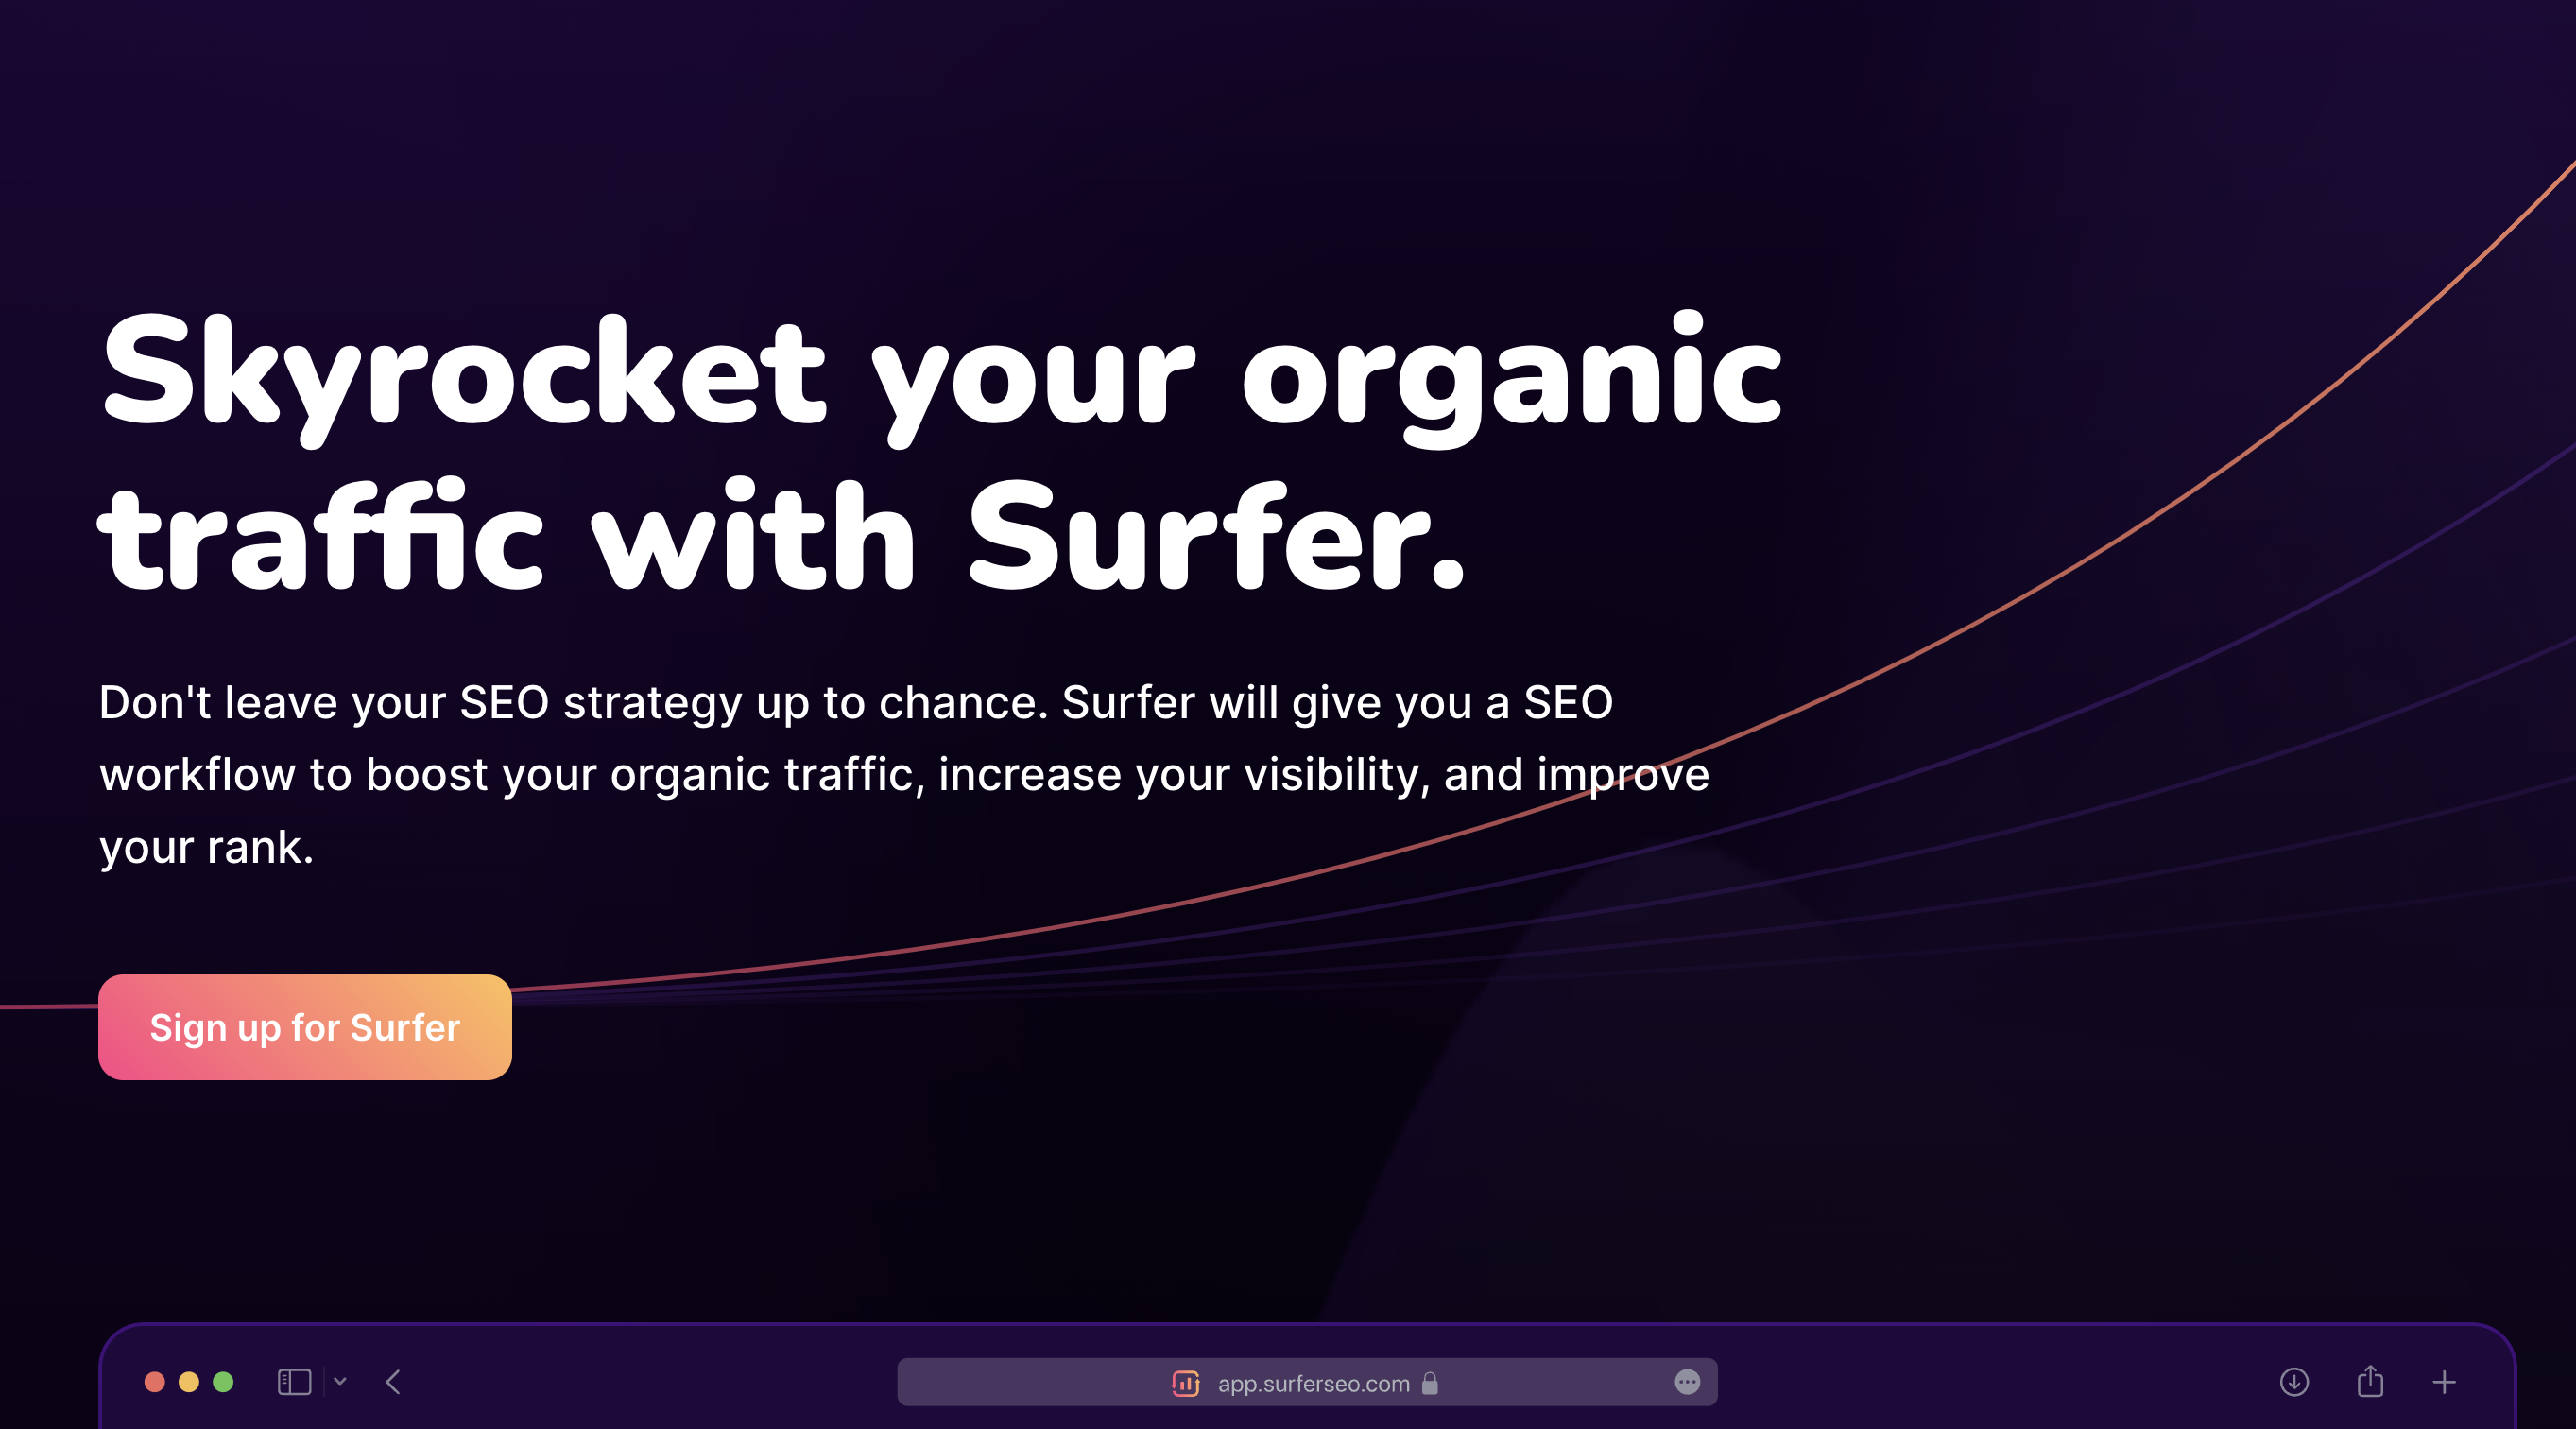 Skyrocket your organic
traffic with Surfer.
Don't leave your SEO strategy up to chance. Surfer will give you a SEO
workflow to boost your organic traffic, increase your visibility, and improve
your rank.
Sign up for Surfer
app.surferseo.com